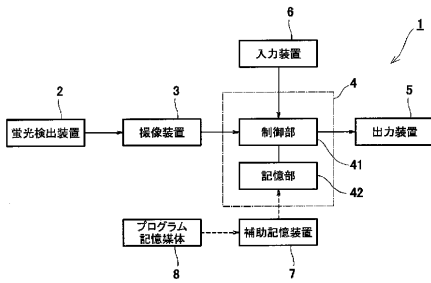 6
1
入力装置
2
3
4
5
蛍光検出装置
撮像装置
制御部
出力装置
41
記憶部
42
プログラム
記憶媒体
補助記憶装置
8
7